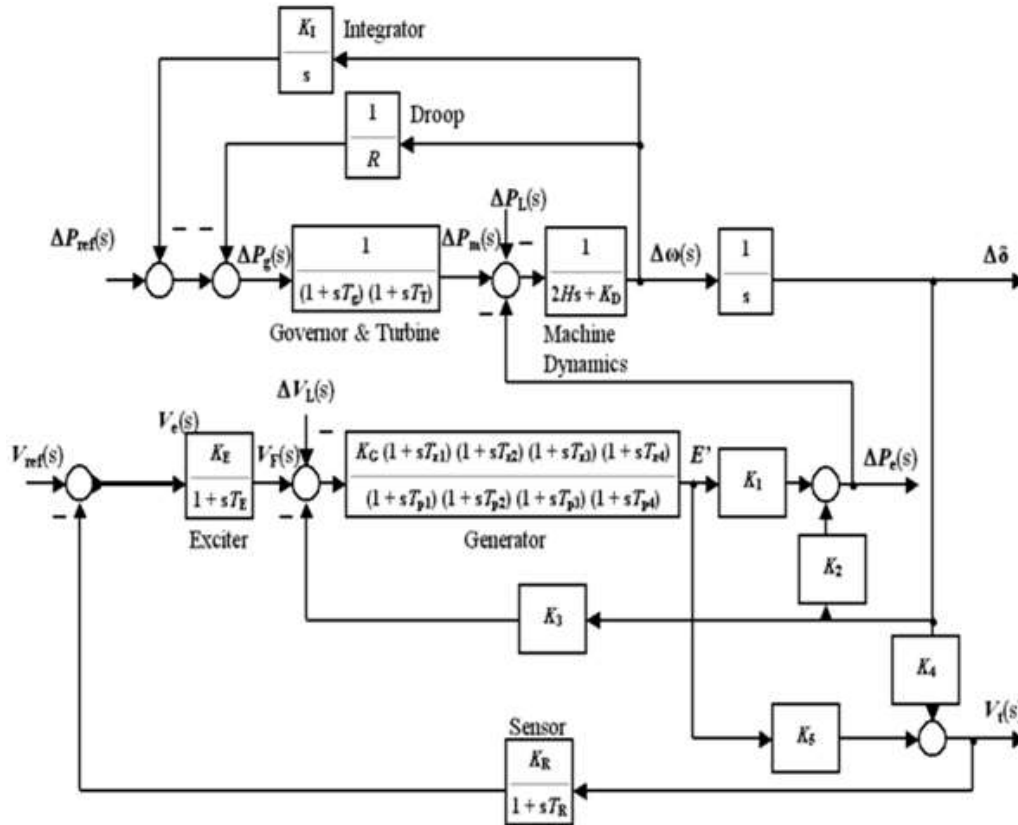 K_I
s
Integrator
1
R
Droop
ΔP_ref(s)
− −
ΔP_g(s)
1
(1 + sT_g) (1 + sT_T)
Governor & Turbine
ΔP_m(s)
ΔP_L(s)
−
−
1
2Hs + K_D
Machine
Dynamics
Δω(s)
1
s
Δδ
V_ref(s)
−
V_e(s)
K_E
1 + sT_E
Exciter
V_F(s)
ΔV_L(s)
−
−
K_G (1 + sT_z1) (1 + sT_z2) (1 + sT_z3) (1 + sT_z4)
(1 + sT_p1) (1 + sT_p2) (1 + sT_p3) (1 + sT_p4)
Generator
E'
K_1
ΔP_e(s)
K_2
K_3
K_4
K_5
V_t(s)
Sensor
K_R
1 + sT_R